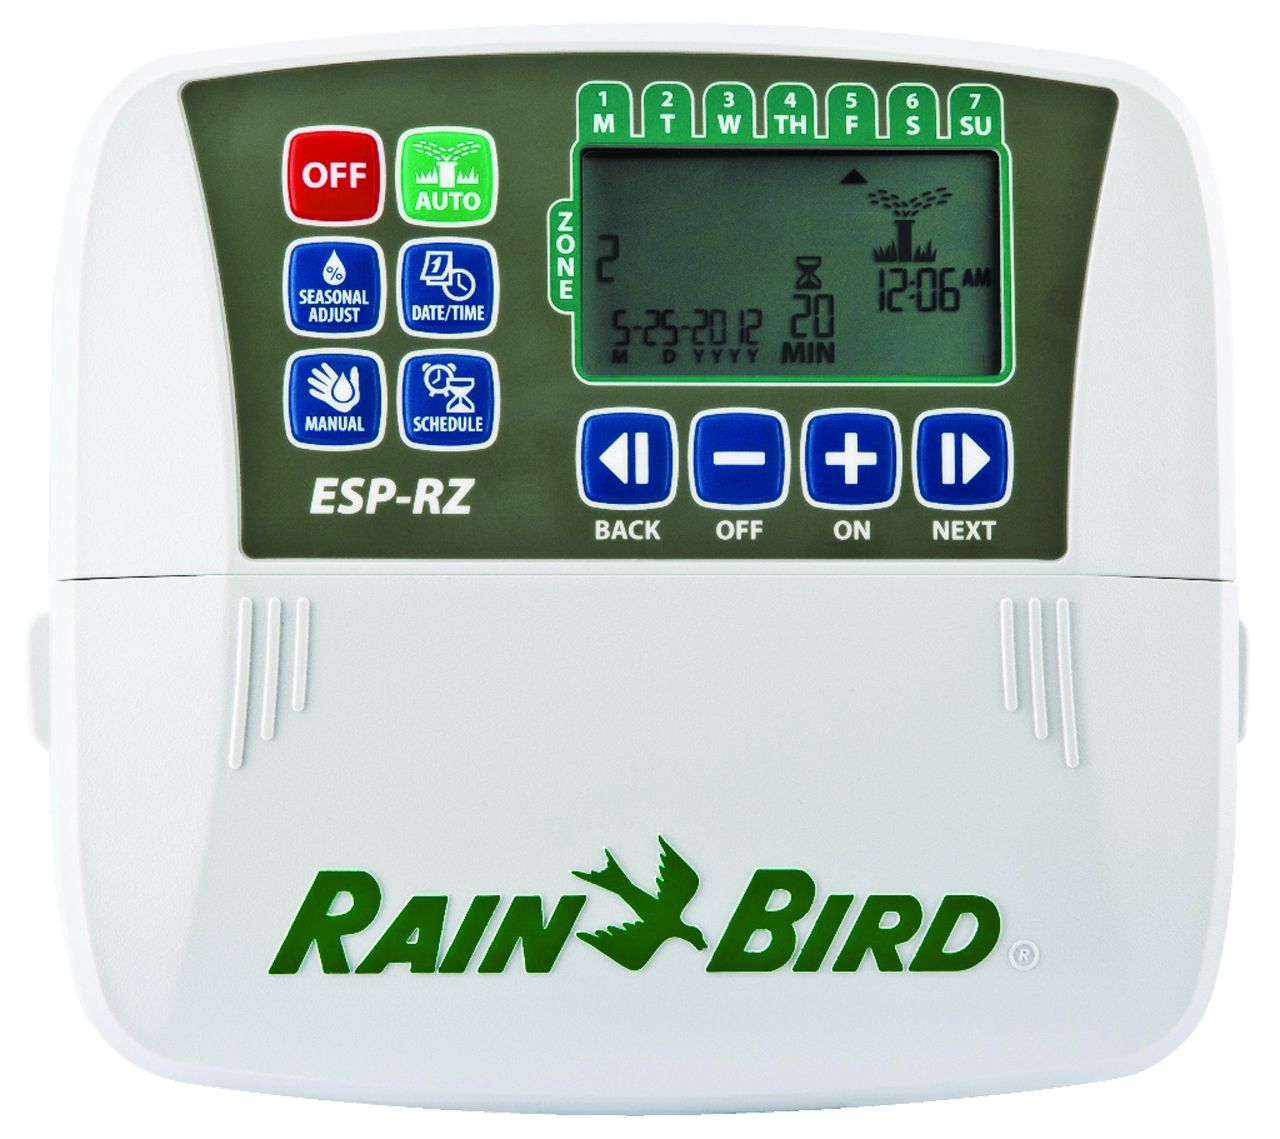 1 2 3 4 5 6 7
M T W TH F S SU
OFF
AUTO
ZONE
%
SEASONAL
ADJUST
1
DATE/TIME
2
12:06 AM
5-25-2012
M D YYYY
20
MIN
MANUAL
SCHEDULE
ESP-RZ
BACK OFF ON NEXT
RAIN BIRD ®